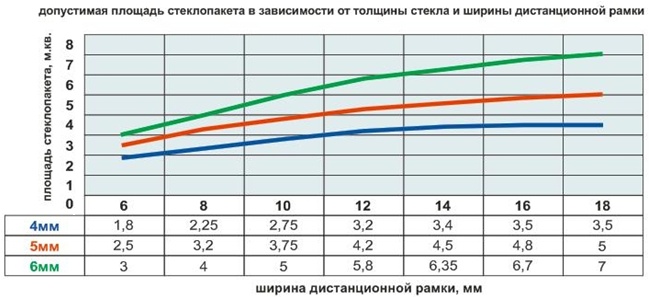 допустимая площадь стеклопакета в зависимости от толщины стекла и ширины дистанционной рамки
площадь стеклопакета, м.кв.
8
7
6
5
4
3
2
1
0
6 8 10 12 14 16 18
4мм 1,8 2,25 2,75 3,2 3,4 3,5 3,5
5мм 2,5 3,2 3,75 4,2 4,5 4,8 5
6мм 3 4 5 5,8 6,35 6,7 7
ширина дистанционной рамки, мм